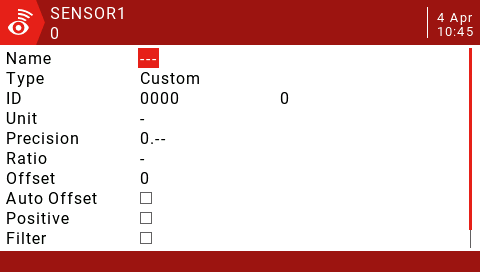 SENSOR1
0
4 Apr
10:45
Name ---
Type Custom
ID 0000 0
Unit -
Precision 0.--
Ratio -
Offset 0
Auto Offset
Positive
Filter